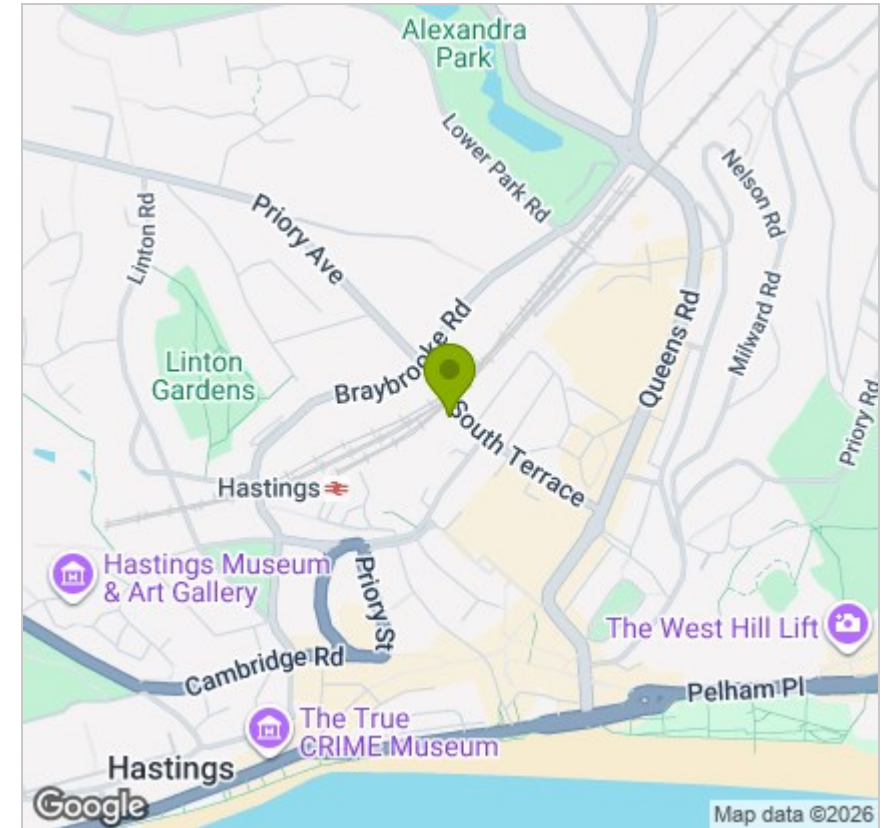 Alexandra
Park
Lower Park Rd
Nelson Rd
Linton Rd
Priory Ave
Milward Rd
Queens Rd
Braybrooke Rd
Linton
Gardens
Priory Rd
South Terrace
Hastings
Hastings Museum
& Art Gallery
Priory St
The West Hill Lift
Cambridge Rd
Pelham Pl
The True
CRIME Museum
Hastings
Google
Map data ©2026